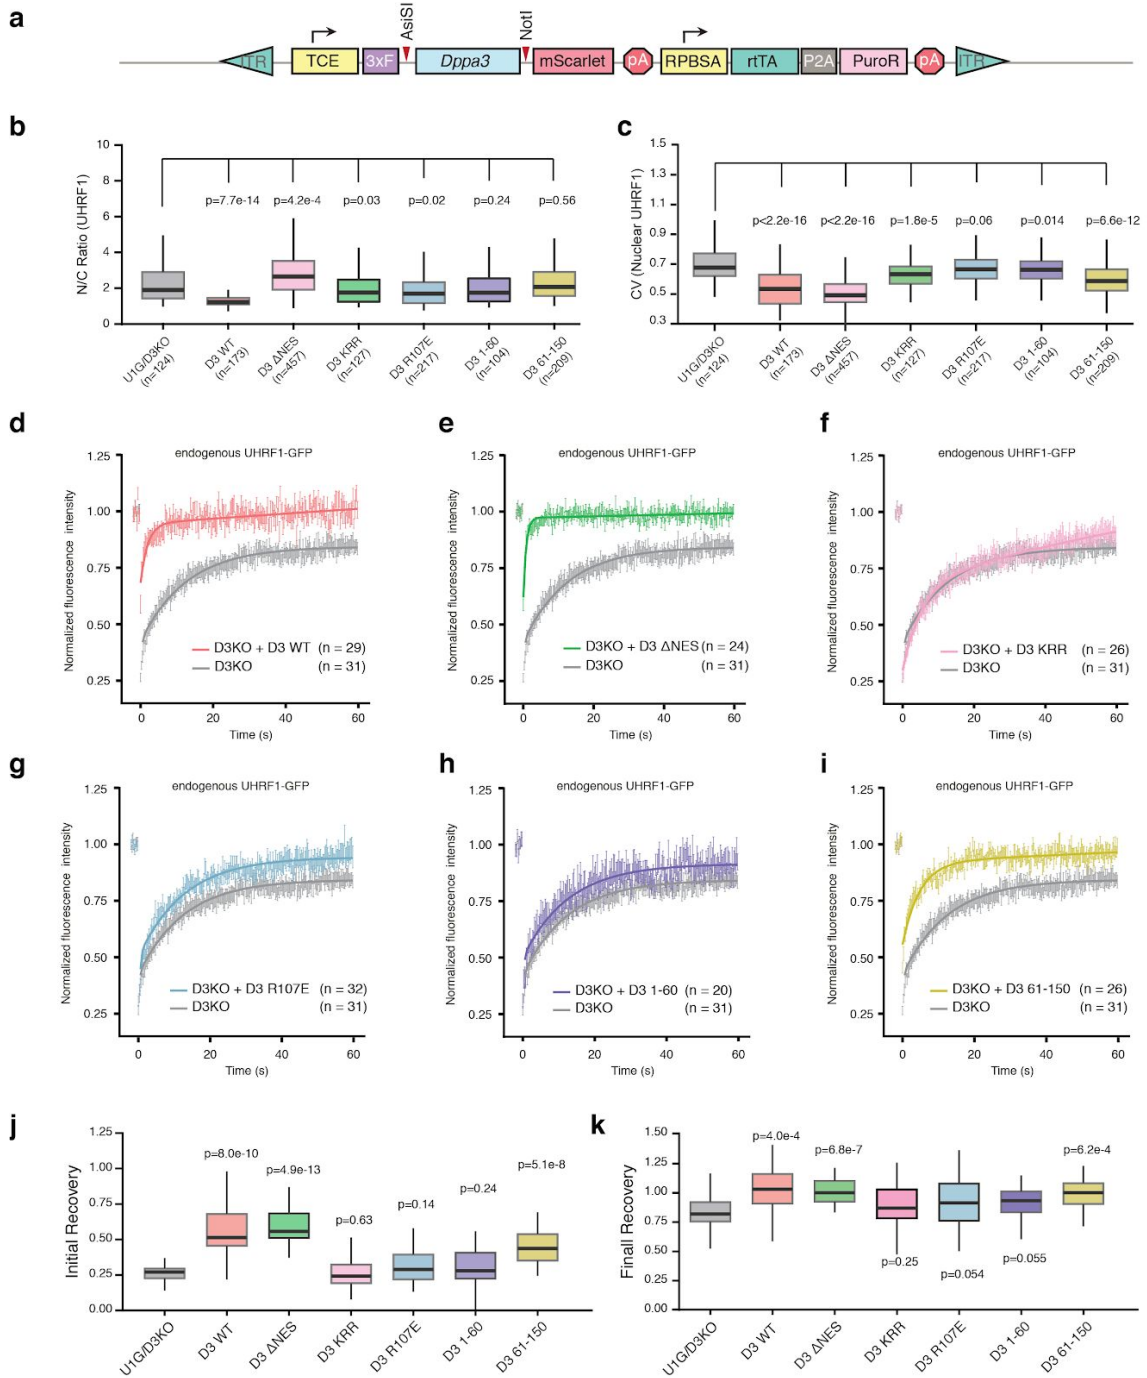 a
AsiSI
NotI
ITR
TCE
3xF
Dppa3
mScarlet
pA
RPBSA
rtTA
P2A
PuroR
pA
ITR
b
N/C Ratio (UHRF1)
10
8
6
4
2
0
p=7.7e-14
p=4.2e-4
p=0.03
p=0.02
p=0.24
p=0.56
U1G/D3KO
(n=124)
D3 WT
(n=173)
D3 ΔNES
(n=457)
D3 KRR
(n=127)
D3 R107E
(n=217)
D3 1-60
(n=104)
D3 61-150
(n=209)
c
CV (Nuclear UHRF1)
1.5
1.3
1.1
0.9
0.7
0.5
0.3
p<2.2e-16
p<2.2e-16
p=1.8e-5
p=0.06
p=0.014
p=6.6e-12
U1G/D3KO
(n=124)
D3 WT
(n=173)
D3 ΔNES
(n=457)
D3 KRR
(n=127)
D3 R107E
(n=217)
D3 1-60
(n=104)
D3 61-150
(n=209)
d
endogenous UHRF1-GFP
Normalized fluorescence intensity
1.25
1.00
0.75
0.50
0.25
D3KO + D3 WT (n = 29)
D3KO (n = 31)
0 20 40 60
Time (s)
e
endogenous UHRF1-GFP
Normalized fluorescence intensity
1.25
1.00
0.75
0.50
0.25
D3KO + D3 ΔNES (n = 24)
D3KO (n = 31)
0 20 40 60
Time (s)
f
endogenous UHRF1-GFP
Normalized fluorescence intensity
1.25
1.00
0.75
0.50
0.25
D3KO + D3 KRR (n = 26)
D3KO (n = 31)
0 20 40 60
Time (s)
g
endogenous UHRF1-GFP
Normalized fluorescence intensity
1.25
1.00
0.75
0.50
0.25
D3KO + D3 R107E (n = 32)
D3KO (n = 31)
0 20 40 60
Time (s)
h
endogenous UHRF1-GFP
Normalized fluorescence intensity
1.25
1.00
0.75
0.50
0.25
D3KO + D3 1-60 (n = 20)
D3KO (n = 31)
0 20 40 60
Time (s)
i
endogenous UHRF1-GFP
Normalized fluorescence intensity
1.25
1.00
0.75
0.50
0.25
D3KO + D3 61-150 (n = 26)
D3KO (n = 31)
0 20 40 60
Time (s)
j
Initial Recovery
1.25
1.00
0.75
0.50
0.25
0.00
p=8.0e-10
p=4.9e-13
p=0.63
p=0.14
p=0.24
p=5.1e-8
U1G/D3KO
D3 WT
D3 ΔNES
D3 KRR
D3 R107E
D3 1-60
D3 61-150
k
Finall Recovery
1.50
1.25
1.00
0.75
0.50
0.25
0.00
p=4.0e-4
p=6.8e-7
p=0.25
p=0.054
p=0.055
p=6.2e-4
U1G/D3KO
D3 WT
D3 ΔNES
D3 KRR
D3 R107E
D3 1-60
D3 61-150